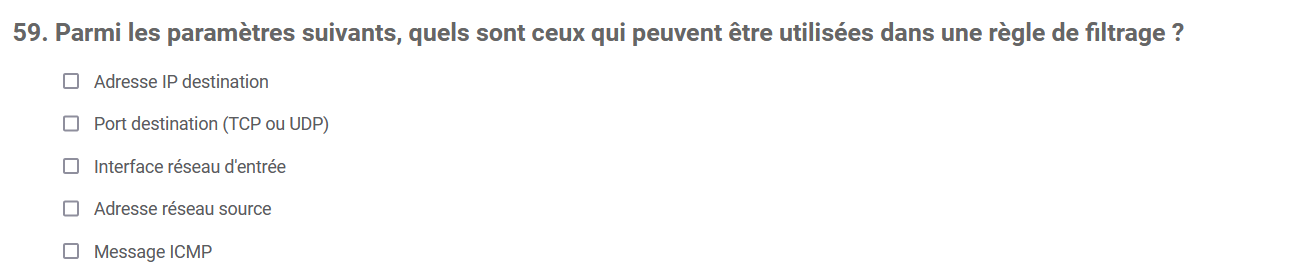 59. Parmi les paramètres suivants, quels sont ceux qui peuvent être utilisées dans une règle de filtrage ?
Adresse IP destination
Port destination (TCP ou UDP)
Interface réseau d'entrée
Adresse réseau source
Message ICMP